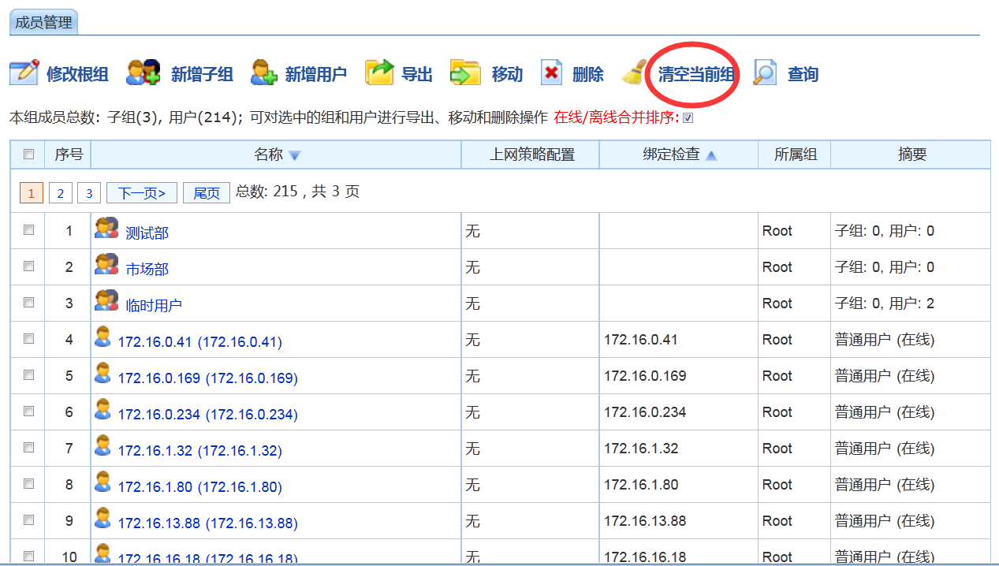 成员管理
修改根组 新增子组 新增用户 导出 移动 删除 清空当前组 查询
本组成员总数: 子组(3), 用户(214); 可对选中的组和用户进行导出、移动和删除操作 在线/离线合并排序:
序号 名称 上网策略配置 绑定检查 所属组 摘要
1 2 3 下一页> 尾页 总数: 215 , 共 3 页
1 测试部 无 Root 子组: 0, 用户: 0
2 市场部 无 Root 子组: 0, 用户: 0
3 临时用户 无 Root 子组: 0, 用户: 2
4 172.16.0.41 (172.16.0.41) 无 172.16.0.41 Root 普通用户 (在线)
5 172.16.0.169 (172.16.0.169) 无 172.16.0.169 Root 普通用户 (在线)
6 172.16.0.234 (172.16.0.234) 无 172.16.0.234 Root 普通用户 (在线)
7 172.16.1.32 (172.16.1.32) 无 172.16.1.32 Root 普通用户 (在线)
8 172.16.1.80 (172.16.1.80) 无 172.16.1.80 Root 普通用户 (在线)
9 172.16.13.88 (172.16.13.88) 无 172.16.13.88 Root 普通用户 (在线)
10 172.16.16.18 (172.16.16.18) 无 172.16.16.18 Root 普通用户 (在线)